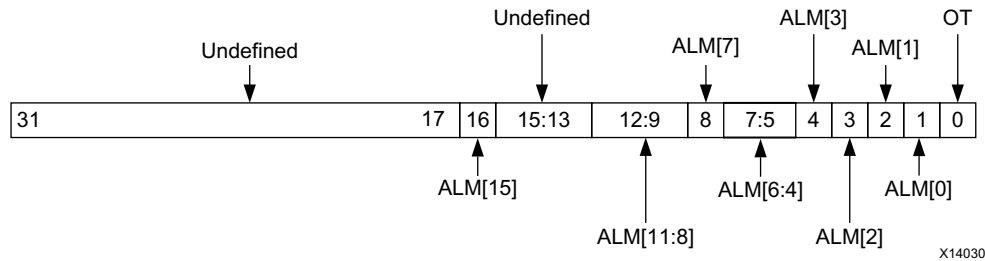 Undefined
Undefined
ALM[7]
ALM[3]
ALM[1]
OT
31 17 16 15:13 12:9 8 7:5 4 3 2 1 0
ALM[15]
ALM[11:8]
ALM[6:4]
ALM[2]
ALM[0]
X14030